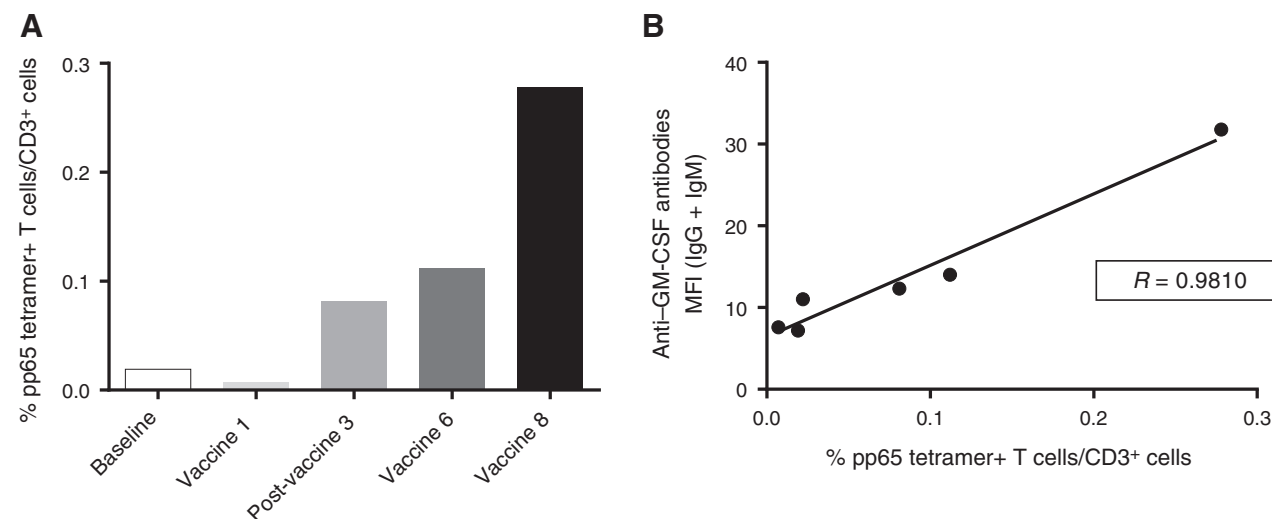 A
% pp65 tetramer+ T cells/CD3⁺ cells
0.3
0.2
0.1
0.0
Baseline
Vaccine 1
Post-vaccine 3
Vaccine 6
Vaccine 8
B
Anti–GM-CSF antibodies
MFI (IgG + IgM)
40
30
20
10
0
R = 0.9810
0.0
0.1
0.2
0.3
% pp65 tetramer+ T cells/CD3⁺ cells